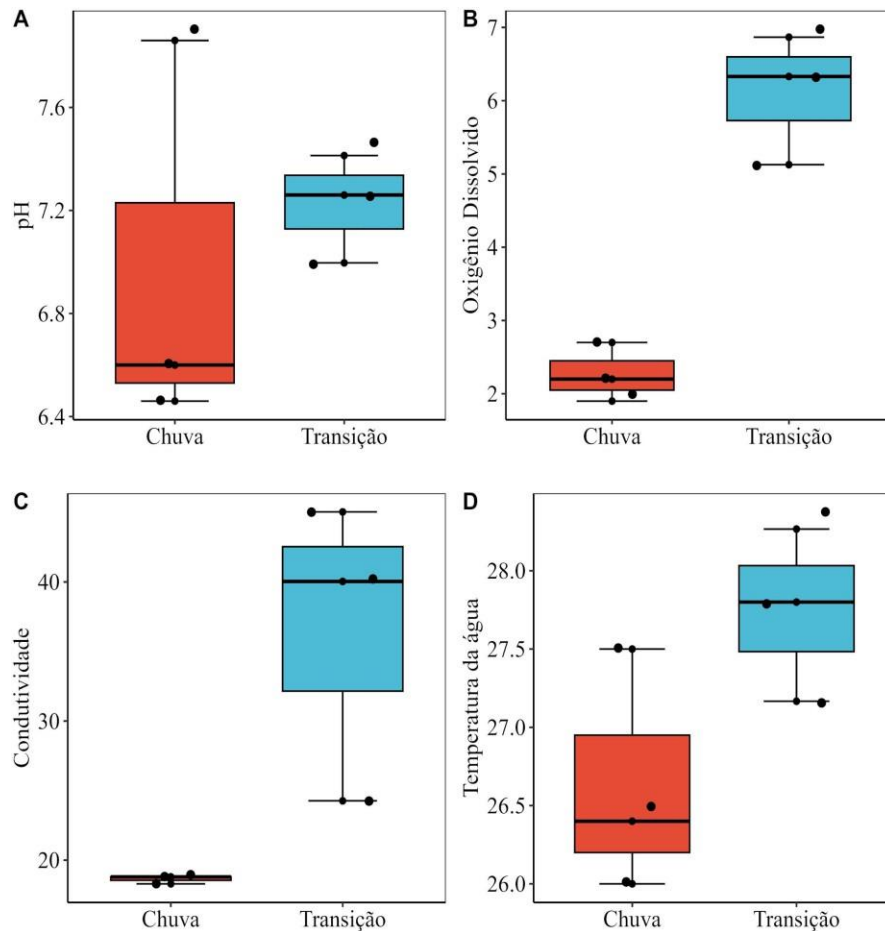 A
pH
7.6
7.2
6.8
6.4
Chuva Transição
B
Oxigênio Dissolvido
7
6
5
4
3
2
Chuva Transição
C
Condutividade
40
30
20
Chuva Transição
D
Temperatura da água
28.0
27.5
27.0
26.5
26.0
Chuva Transição